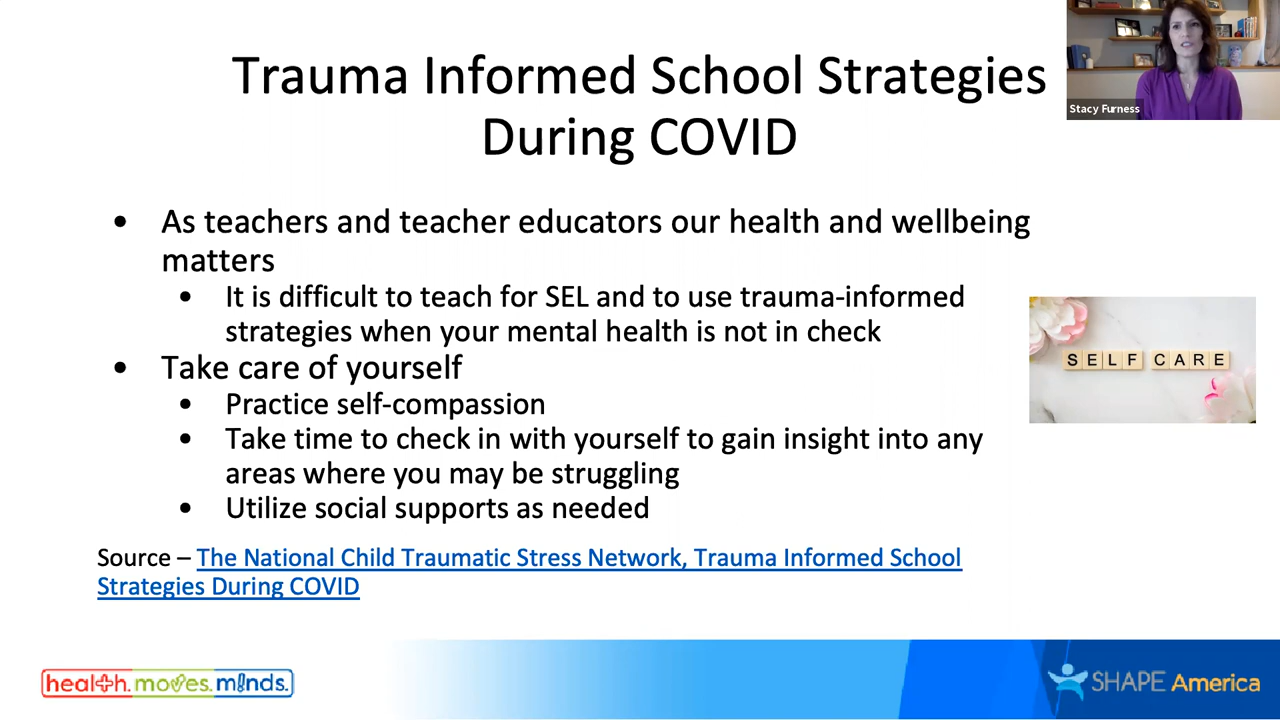 Trauma Informed School Strategies
During COVID
Stacy Furness
• As teachers and teacher educators our health and wellbeing
matters
• It is difficult to teach for SEL and to use trauma-informed
strategies when your mental health is not in check
• Take care of yourself
• Practice self-compassion
• Take time to check in with yourself to gain insight into any
areas where you may be struggling
• Utilize social supports as needed
SELF CARE
Source – The National Child Traumatic Stress Network, Trauma Informed School
Strategies During COVID
health. moves. minds.
SHAPE America